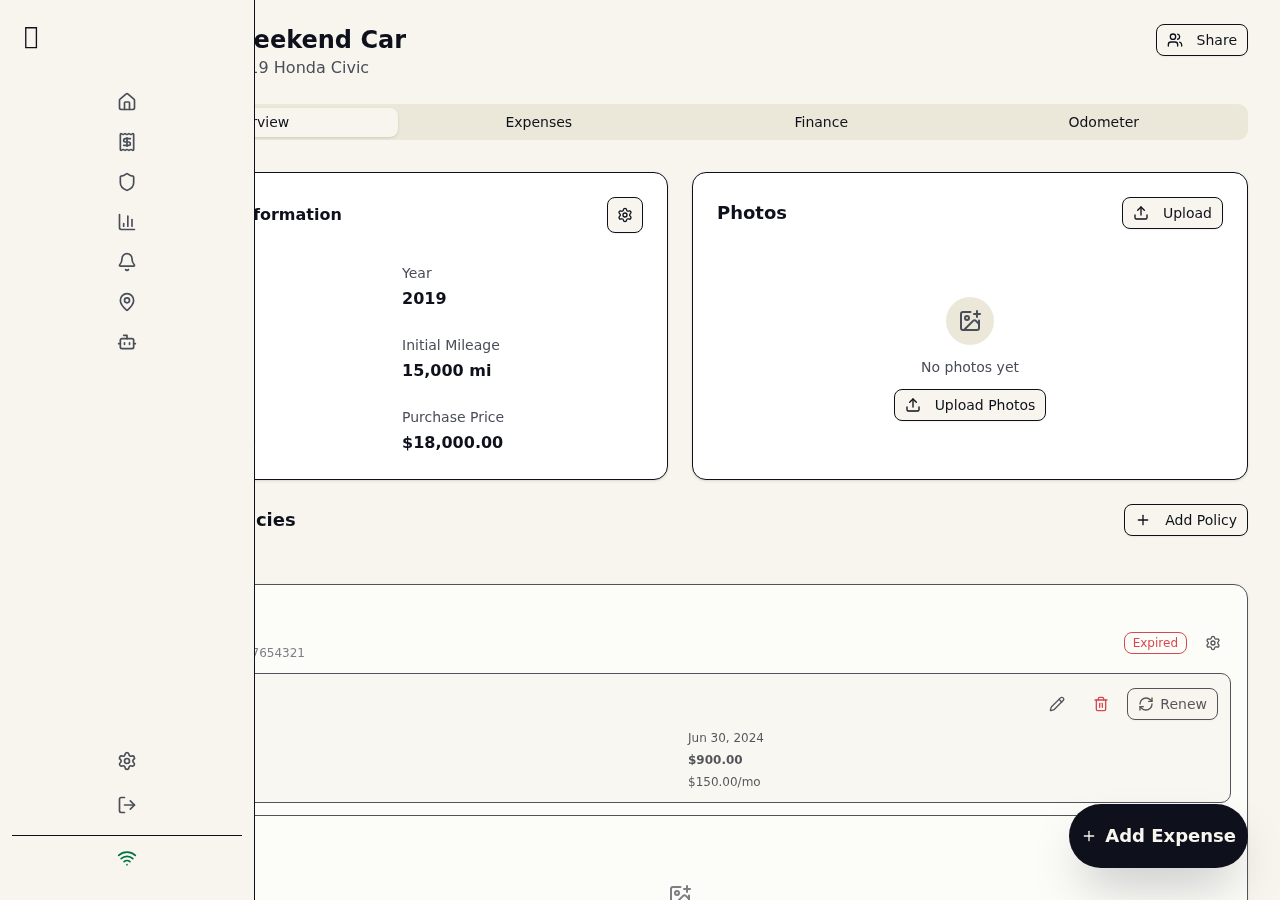 eekend Car
Share
19 Honda Civic
rview
Expenses
Finance
Odometer
formation
Photos
Upload
Year
2019
Initial Mileage
15,000 mi
No photos yet
Upload Photos
Purchase Price
$18,000.00
cies
Add Policy
7654321
Expired
Renew
Jun 30, 2024
$900.00
$150.00/mo
+ Add Expense